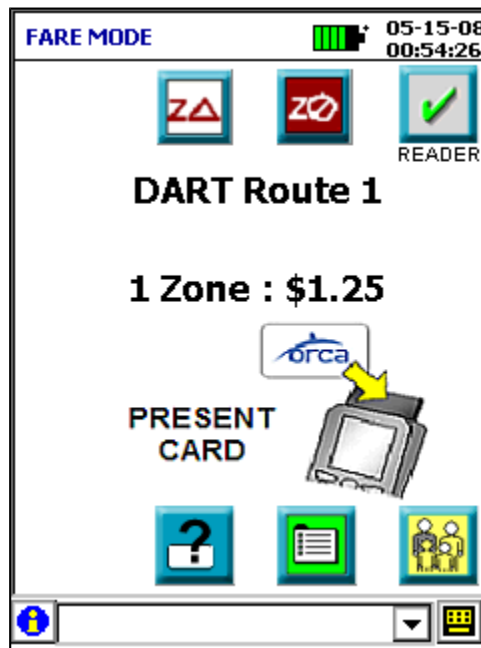 FARE MODE
05-15-08
00:54:26
Z△ ZØ
READER
DART Route 1
1 Zone : $1.25
orca
PRESENT
CARD
?
i